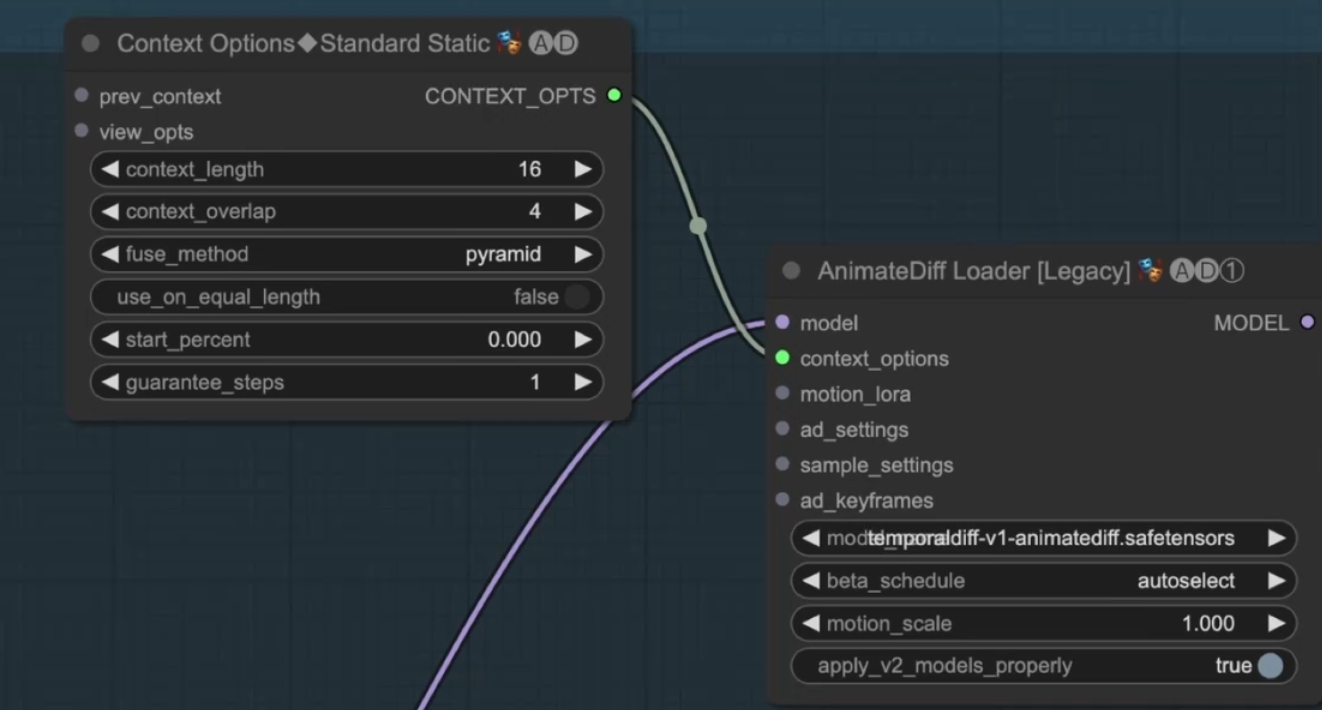 Context Options◆Standard Static 🎭ⒶⒹ
prev_context CONTEXT_OPTS
view_opts
context_length 16
context_overlap 4
fuse_method pyramid
use_on_equal_length false
start_percent 0.000
guarantee_steps 1
AnimateDiff Loader [Legacy] 🎭ⒶⒹ①
model MODEL
context_options
motion_lora
ad_settings
sample_settings
ad_keyframes
temporaldiff-v1-animatediff.safetensors
beta_schedule autoselect
motion_scale 1.000
apply_v2_models_properly true